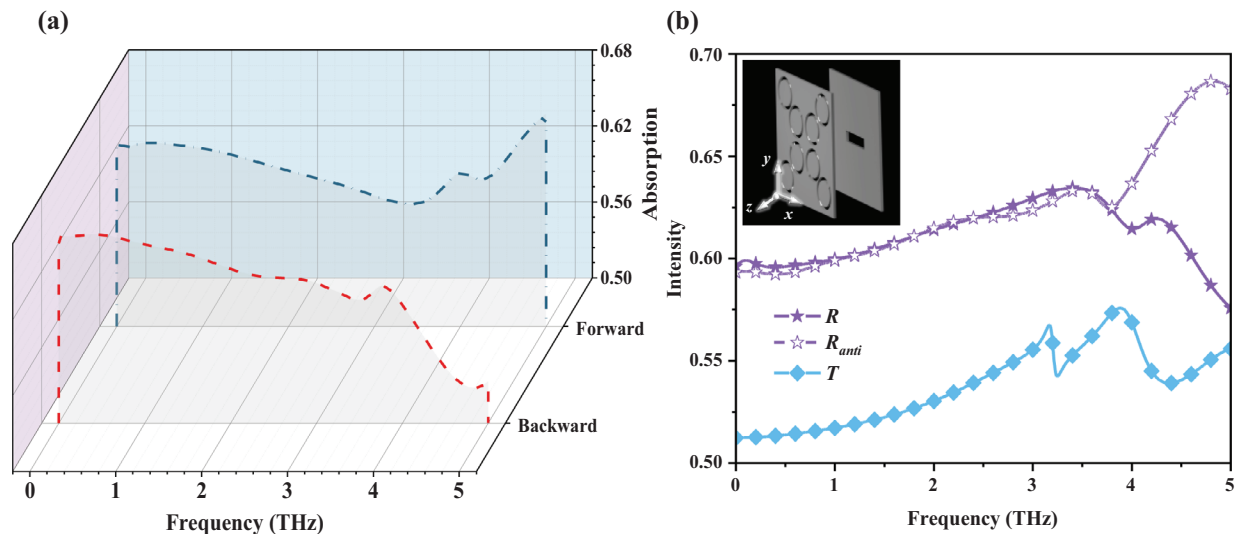 (a)
0.68
0.62
0.56
0.50
Absorption
Forward
Backward
0 1 2 3 4 5
Frequency (THz)
(b)
0.70
0.65
0.60
0.55
0.50
Intensity
y
z
x
R
R_anti
T
0 1 2 3 4 5
Frequency (THz)